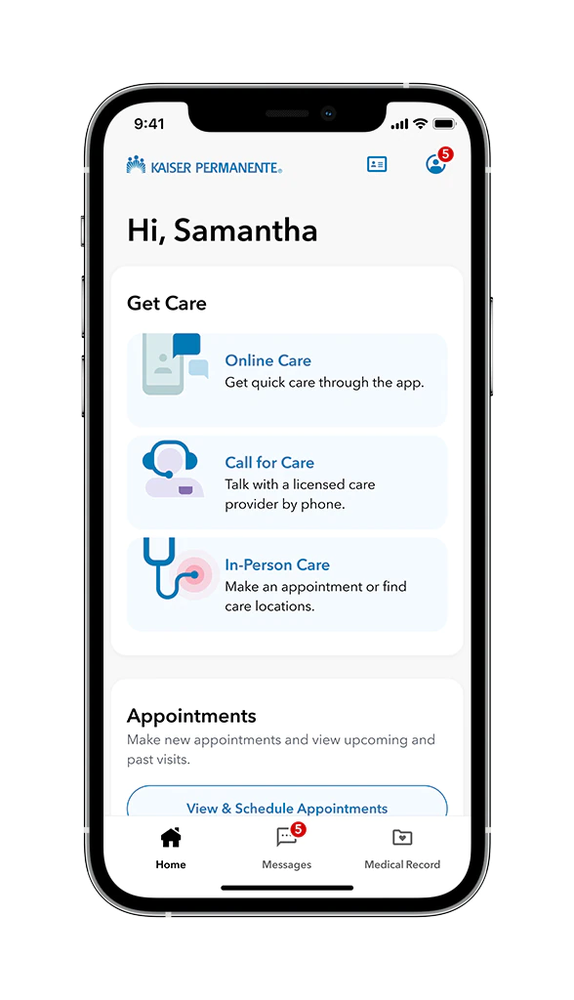 9:41
KAISER PERMANENTE®
5
Hi, Samantha
Get Care
Online Care
Get quick care through the app.
Call for Care
Talk with a licensed care
provider by phone.
In-Person Care
Make an appointment or find
care locations.
Appointments
Make new appointments and view upcoming and
past visits.
View & Schedule Appointments
5
Home
Messages
Medical Record